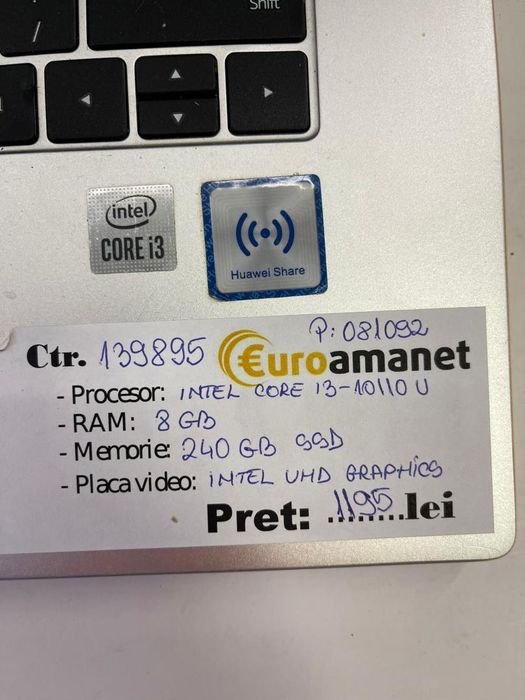 Shift
/
intel
CORE i3
Huawei Share
P: 081092
Ctr. 139895 €uroamanet
- Procesor: INTEL CORE i3-10110U
- RAM: 8 GB
- Memorie: 240 GB SSD
- Placa video: INTEL UHD GRAPHICS
Pret: 1195 lei